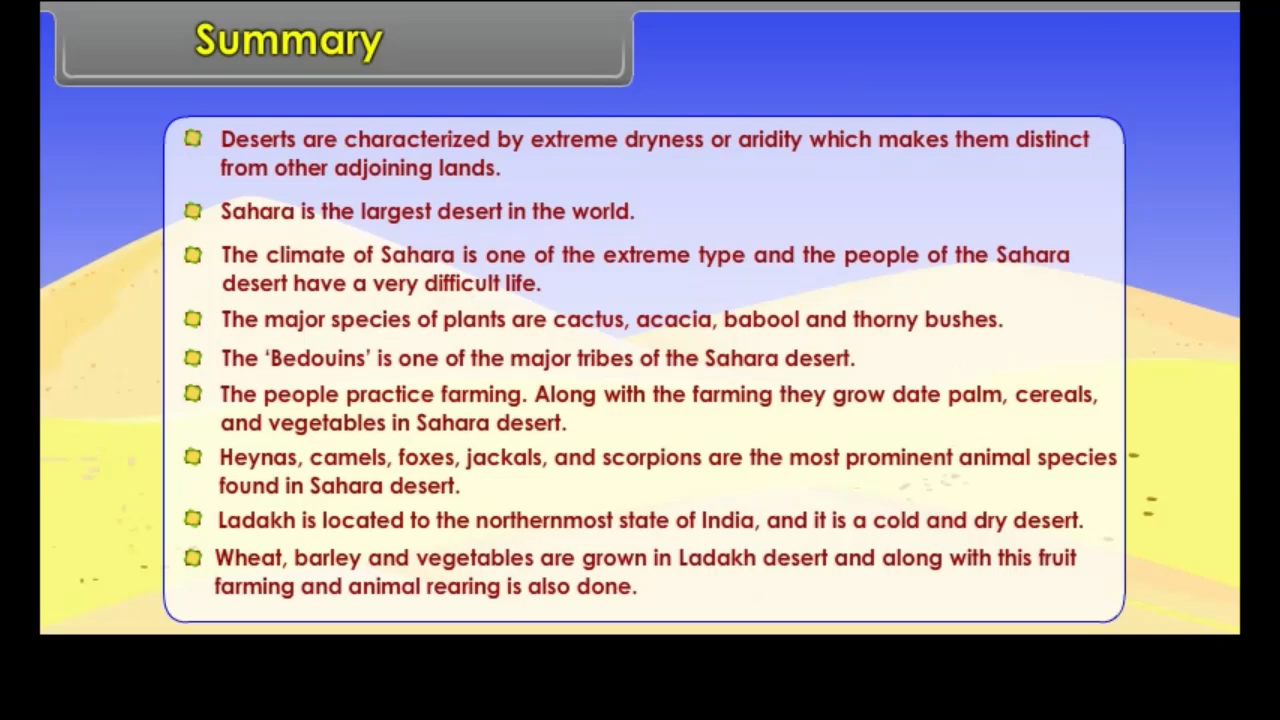 Summary
Deserts are characterized by extreme dryness or aridity which makes them distinct
from other adjoining lands.
Sahara is the largest desert in the world.
The climate of Sahara is one of the extreme type and the people of the Sahara
desert have a very difficult life.
The major species of plants are cactus, acacia, babool and thorny bushes.
The ‘Bedouins’ is one of the major tribes of the Sahara desert.
The people practice farming. Along with the farming they grow date palm, cereals,
and vegetables in Sahara desert.
Heynas, camels, foxes, jackals, and scorpions are the most prominent animal species
found in Sahara desert.
Ladakh is located to the northernmost state of India, and it is a cold and dry desert.
Wheat, barley and vegetables are grown in Ladakh desert and along with this fruit
farming and animal rearing is also done.